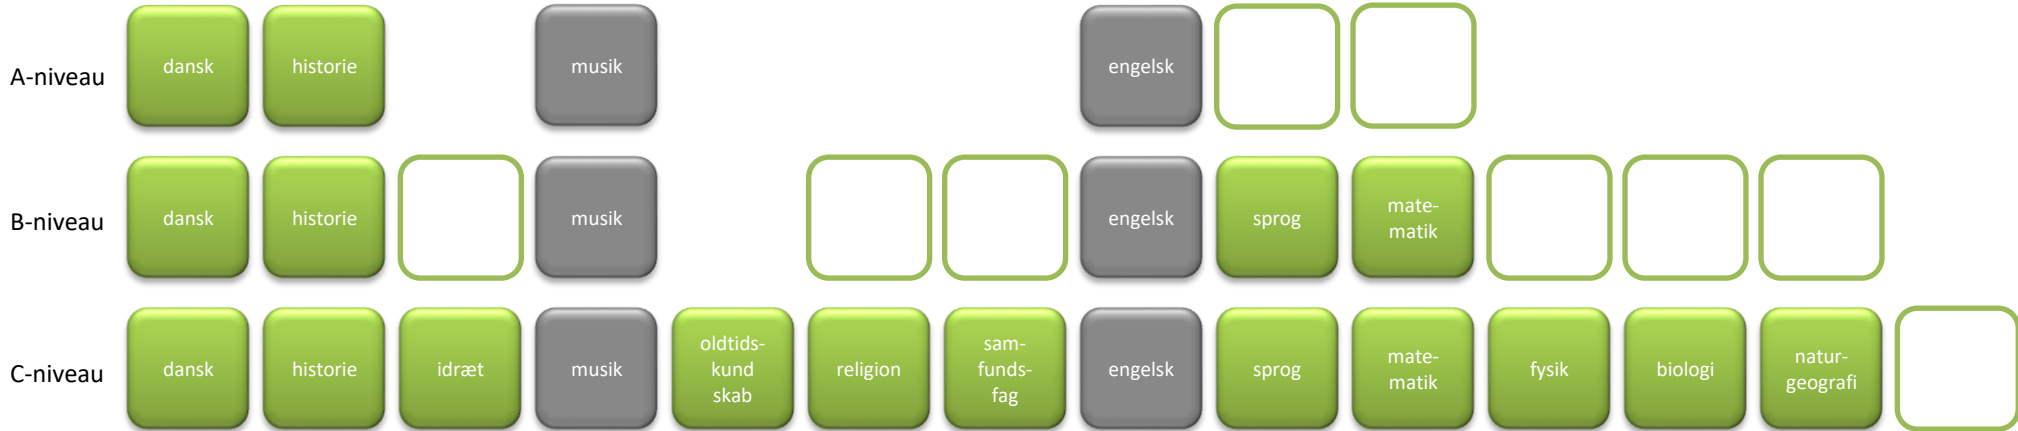 A-niveau
dansk
historie
musik
engelsk
B-niveau
dansk
historie
musik
engelsk
sprog
mate-
matik
C-niveau
dansk
historie
idræt
musik
oldtids-
kund
skab
religion
sam-
funds-
fag
engelsk
sprog
mate-
matik
fysik
biologi
natur-
geografi